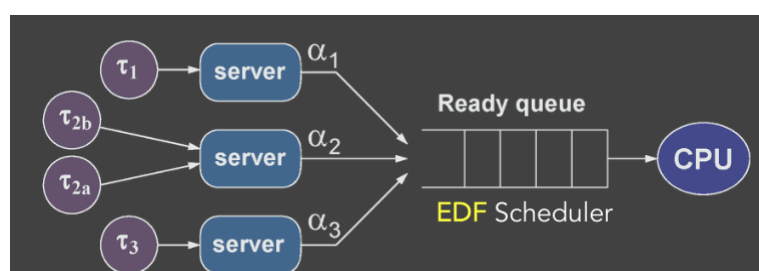 τ1
server
α1
τ2b
τ2a
server
α2
τ3
server
α3
Ready queue
EDF Scheduler
CPU